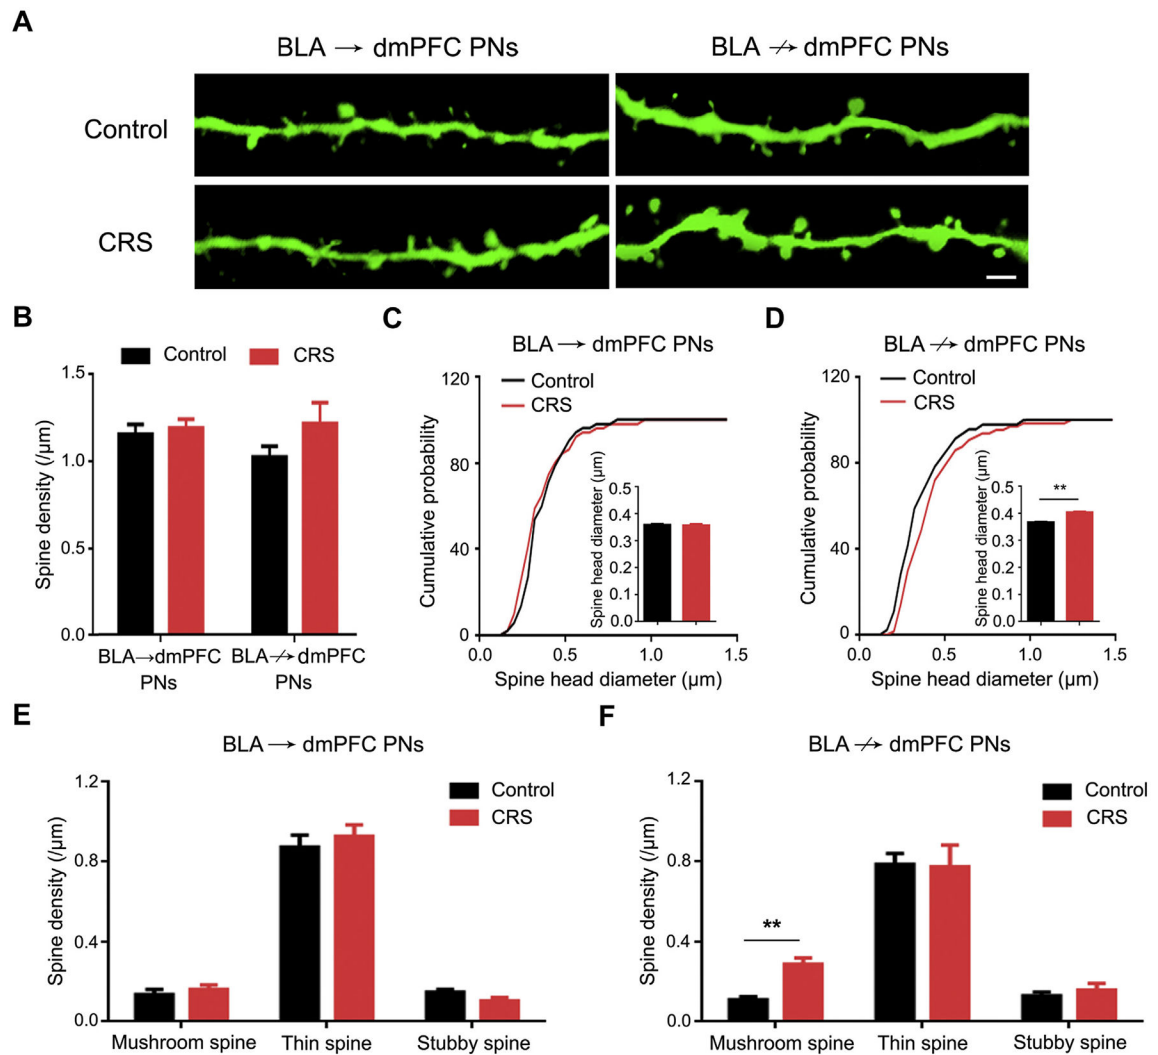 A
BLA → dmPFC PNs
BLA ↛ dmPFC PNs
Control
CRS
B
Control
CRS
Spine density (/μm)
1.5
1.0
0.5
0.0
BLA→dmPFC
PNs
BLA↛dmPFC
PNs
C
BLA → dmPFC PNs
Control
CRS
Cumulative probability
120
80
40
0
0.0 0.5 1.0 1.5
Spine head diameter (μm)
Spine head diameter (μm)
0.5
0.4
0.3
0.2
0.1
0.0
D
BLA ↛ dmPFC PNs
Control
CRS
Cumulative probability
120
80
40
0
0.0 0.5 1.0 1.5
Spine head diameter (μm)
Spine head diameter (μm)
0.5
0.4
0.3
0.2
0.1
0.0
**
E
BLA → dmPFC PNs
Control
CRS
Spine density (/μm)
1.2
0.8
0.4
0.0
Mushroom spine Thin spine Stubby spine
F
BLA ↛ dmPFC PNs
Control
CRS
Spine density (/μm)
1.2
0.8
0.4
0.0
**
Mushroom spine Thin spine Stubby spine